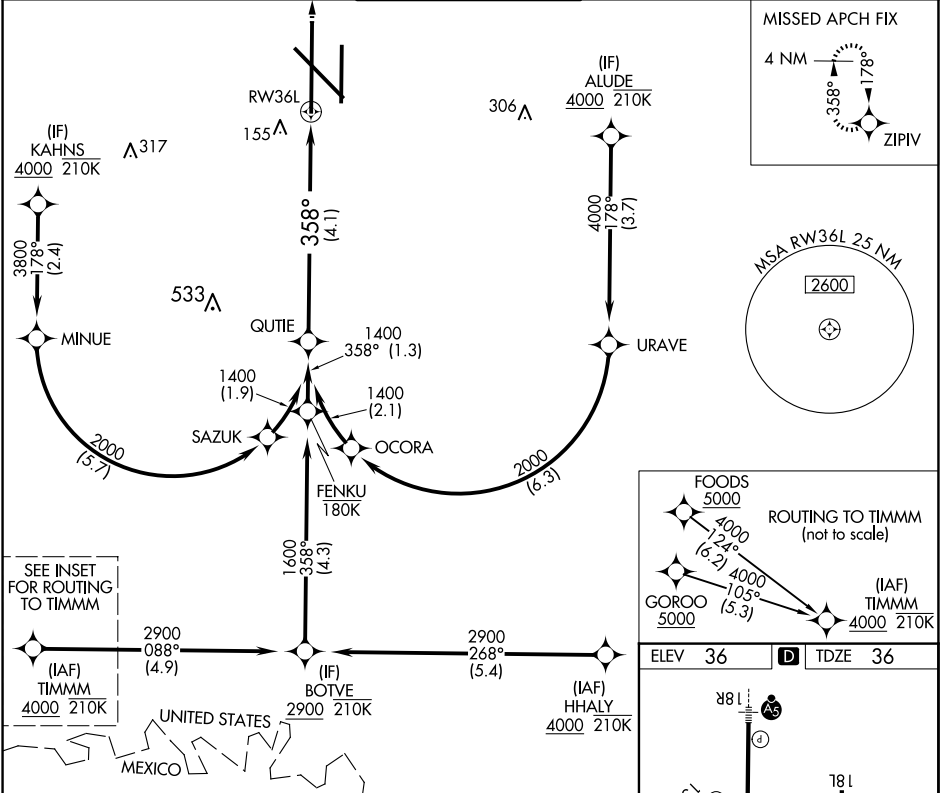 MISSED APCH FIX
4 NM
358°
178°
ZIPIV
RW36L
155
(IF)
ALUDE
4000 210K
306
(IF)
KAHNS
4000 210K
317
3800
178°
(2.4)
358°
(4.1)
4000
178°
(3.7)
MSA RW36L 25 NM
2600
533
MINUE
QUTIE
1400
358° (1.3)
URAVE
1400
(1.9)
1400
(2.1)
SAZUK
OCORA
2000
(5.7)
2000
(6.3)
FENKU
180K
1600
358°
(4.3)
FOODS
5000
ROUTING TO TIMMM
(not to scale)
4000
124°
(6.2)
4000
105°
(5.3)
GOROO
5000
(IAF)
TIMMM
4000 210K
SEE INSET
FOR ROUTING
TO TIMMM
2900
088°
(4.9)
2900
268°
(5.4)
(IAF)
TIMMM
4000 210K
(IF)
BOTVE
2900 210K
(IAF)
HHALY
4000 210K
UNITED STATES
MEXICO
ELEV 36
D
TDZE 36
18R
A5
P
18L